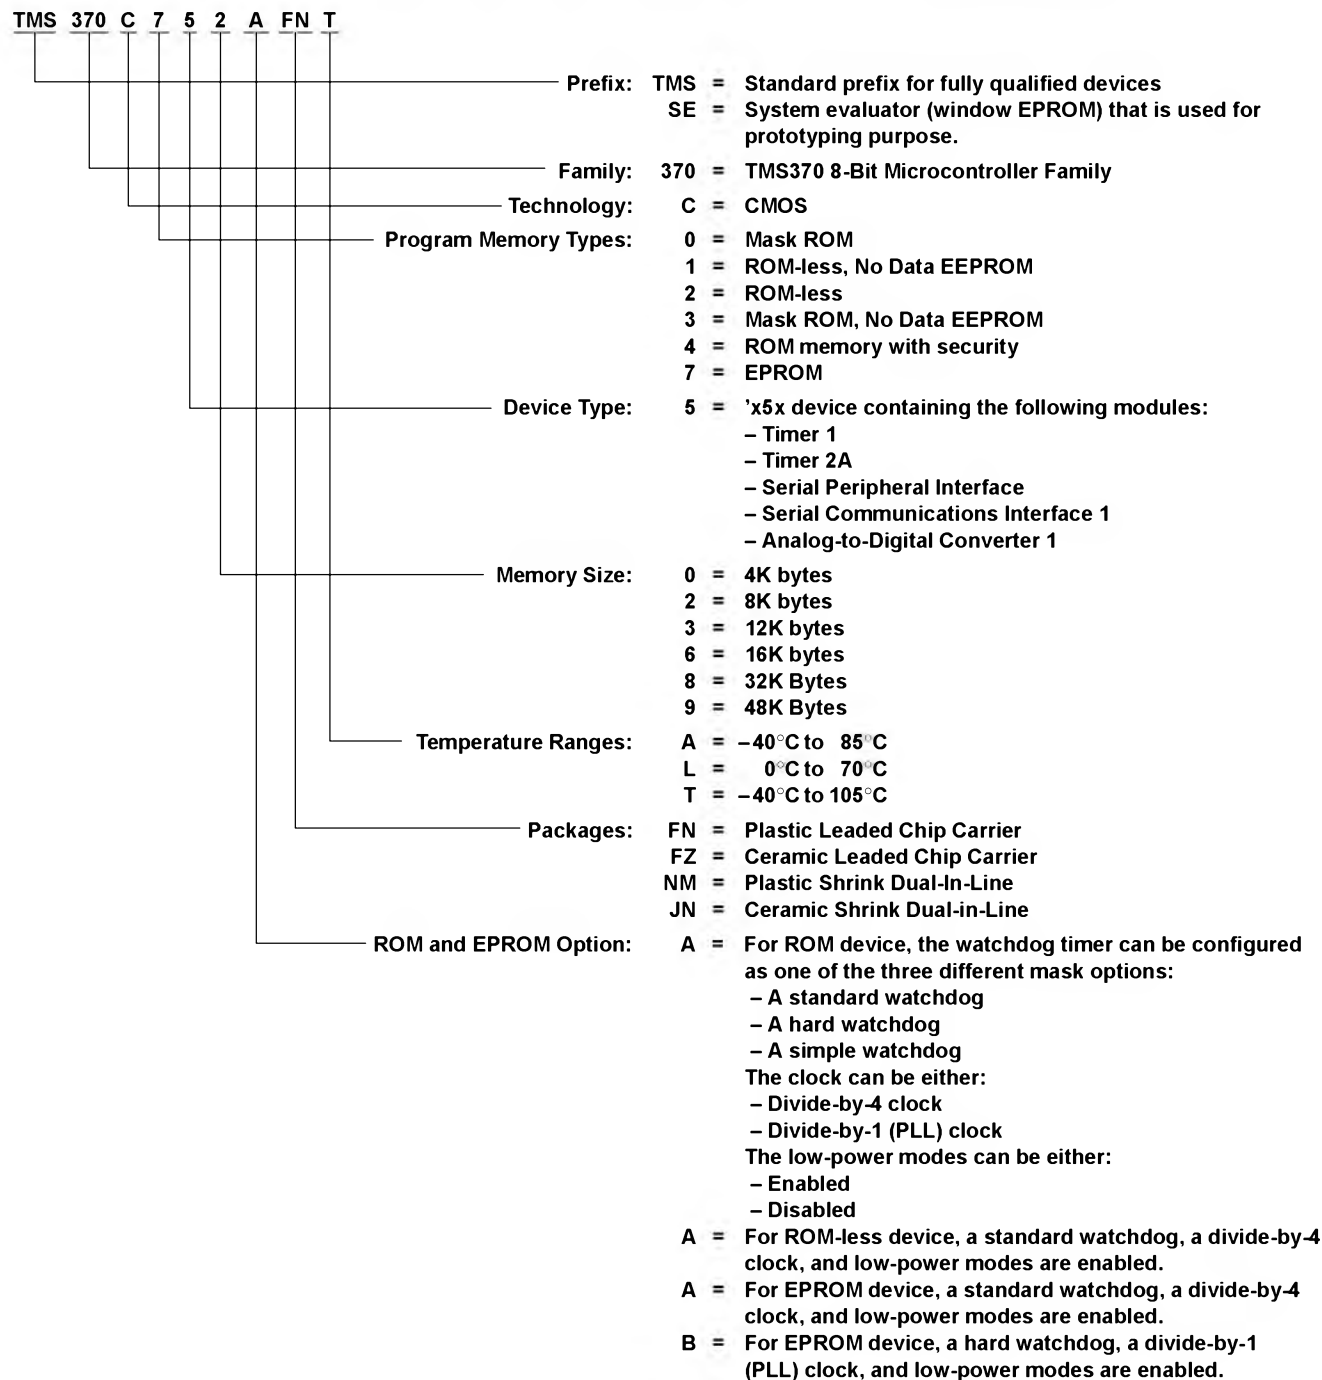 TMS 370 C 7 5 2 A FN T
Prefix: TMS = Standard prefix for fully qualified devices
SE = System evaluator (window EPROM) that is used for
prototyping purpose.
Family: 370 = TMS370 8-Bit Microcontroller Family
Technology: C = CMOS
Program Memory Types: 0 = Mask ROM
1 = ROM-less, No Data EEPROM
2 = ROM-less
3 = Mask ROM, No Data EEPROM
4 = ROM memory with security
7 = EPROM
Device Type: 5 = ’x5x device containing the following modules:
– Timer 1
– Timer 2A
– Serial Peripheral Interface
– Serial Communications Interface 1
– Analog-to-Digital Converter 1
Memory Size: 0 = 4K bytes
2 = 8K bytes
3 = 12K bytes
6 = 16K bytes
8 = 32K Bytes
9 = 48K Bytes
Temperature Ranges: A = –40°C to 85°C
L = 0°C to 70°C
T = –40°C to 105°C
Packages: FN = Plastic Leaded Chip Carrier
FZ = Ceramic Leaded Chip Carrier
NM = Plastic Shrink Dual-In-Line
JN = Ceramic Shrink Dual-in-Line
ROM and EPROM Option: A = For ROM device, the watchdog timer can be configured
as one of the three different mask options:
– A standard watchdog
– A hard watchdog
– A simple watchdog
The clock can be either:
– Divide-by-4 clock
– Divide-by-1 (PLL) clock
The low-power modes can be either:
– Enabled
– Disabled
A = For ROM-less device, a standard watchdog, a divide-by-4
clock, and low-power modes are enabled.
A = For EPROM device, a standard watchdog, a divide-by-4
clock, and low-power modes are enabled.
B = For EPROM device, a hard watchdog, a divide-by-1
(PLL) clock, and low-power modes are enabled.